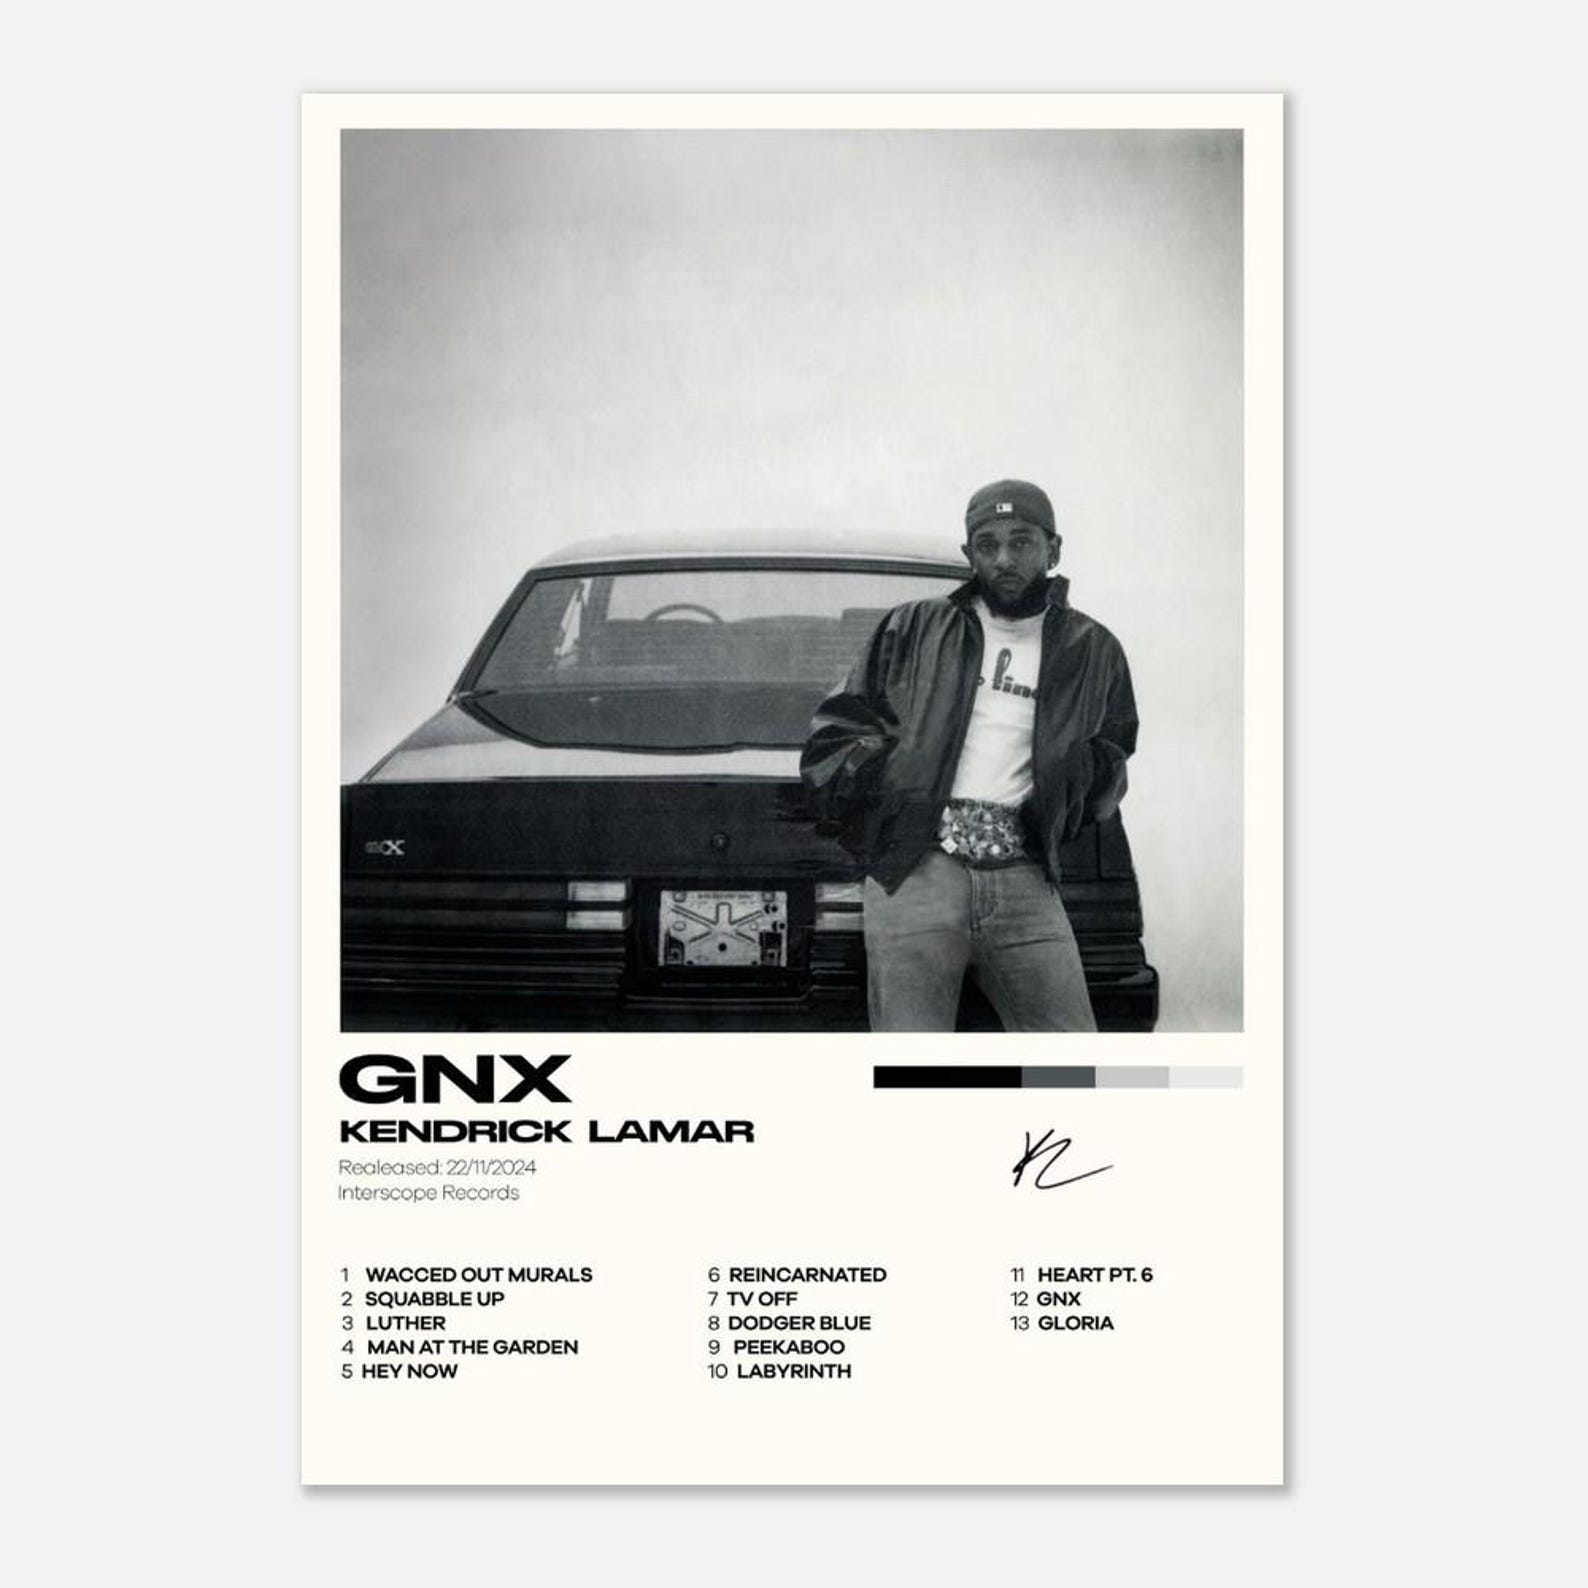 GNX
GNX
KENDRICK LAMAR
Realeased: 22/11/2024
Interscope Records
1 WACCED OUT MURALS
2 SQUABBLE UP
3 LUTHER
4 MAN AT THE GARDEN
5 HEY NOW
6 REINCARNATED
7 TV OFF
8 DODGER BLUE
9 PEEKABOO
10 LABYRINTH
11 HEART PT. 6
12 GNX
13 GLORIA